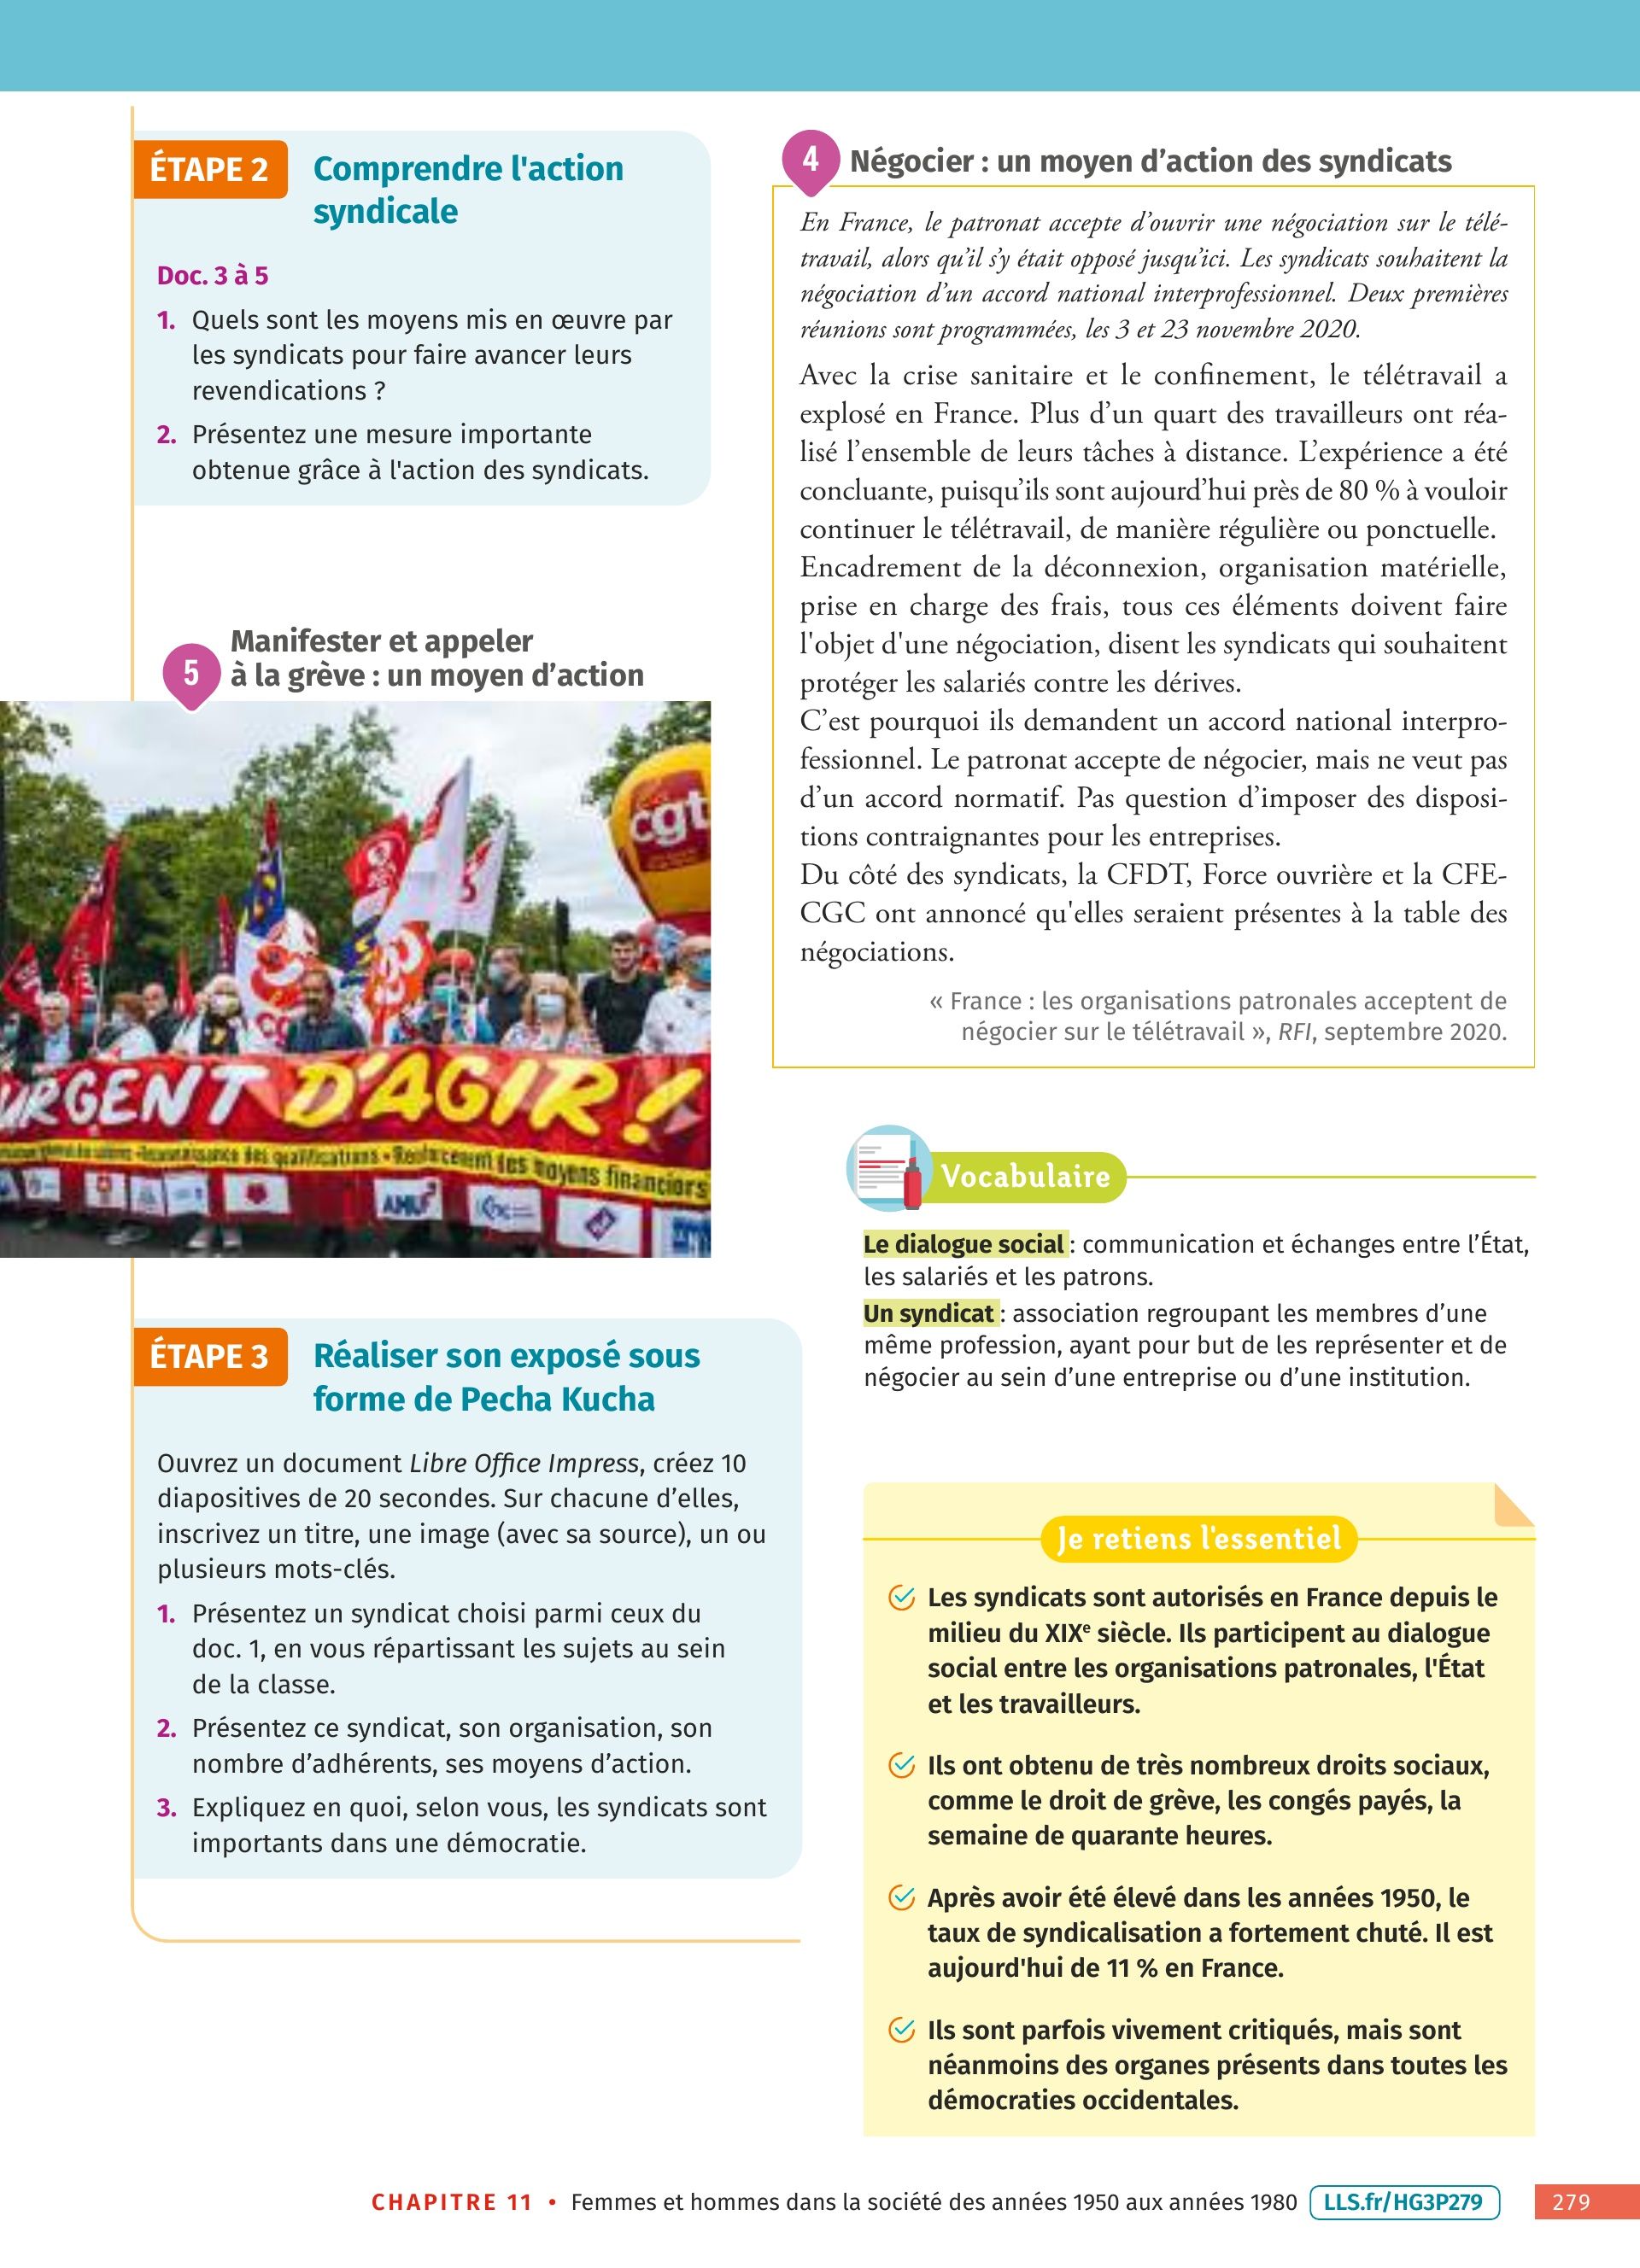 ÉTAPE 2
Comprendre l'action
syndicale
Doc. 3 à 5
1. Quels sont les moyens mis en œuvre par
les syndicats pour faire avancer leurs
revendications ?
2. Présentez une mesure importante
obtenue grâce à l'action des syndicats.
5
Manifester et appeler
à la grève : un moyen d’action
cgt
URGENT D'AGIR !
des qualifications • Renforcement des moyens financiers
AMUF
ÉTAPE 3
Réaliser son exposé sous
forme de Pecha Kucha
Ouvrez un document Libre Office Impress, créez 10
diapositives de 20 secondes. Sur chacune d’elles,
inscrivez un titre, une image (avec sa source), un ou
plusieurs mots-clés.
1. Présentez un syndicat choisi parmi ceux du
doc. 1, en vous répartissant les sujets au sein
de la classe.
2. Présentez ce syndicat, son organisation, son
nombre d’adhérents, ses moyens d’action.
3. Expliquez en quoi, selon vous, les syndicats sont
importants dans une démocratie.
4
Négocier : un moyen d’action des syndicats
En France, le patronat accepte d’ouvrir une négociation sur le télé-
travail, alors qu’il s’y était opposé jusqu’ici. Les syndicats souhaitent la
négociation d’un accord national interprofessionnel. Deux premières
réunions sont programmées, les 3 et 23 novembre 2020.
Avec la crise sanitaire et le confinement, le télétravail a
explosé en France. Plus d’un quart des travailleurs ont réa-
lisé l’ensemble de leurs tâches à distance. L’expérience a été
concluante, puisqu’ils sont aujourd’hui près de 80 % à vouloir
continuer le télétravail, de manière régulière ou ponctuelle.
Encadrement de la déconnexion, organisation matérielle,
prise en charge des frais, tous ces éléments doivent faire
l'objet d'une négociation, disent les syndicats qui souhaitent
protéger les salariés contre les dérives.
C’est pourquoi ils demandent un accord national interpro-
fessionnel. Le patronat accepte de négocier, mais ne veut pas
d’un accord normatif. Pas question d’imposer des disposi-
tions contraignantes pour les entreprises.
Du côté des syndicats, la CFDT, Force ouvrière et la CFE-
CGC ont annoncé qu'elles seraient présentes à la table des
négociations.
« France : les organisations patronales acceptent de
négocier sur le télétravail », RFI, septembre 2020.
Vocabulaire
Le dialogue social : communication et échanges entre l’État,
les salariés et les patrons.
Un syndicat : association regroupant les membres d’une
même profession, ayant pour but de les représenter et de
négocier au sein d’une entreprise ou d’une institution.
Je retiens l'essentiel
Les syndicats sont autorisés en France depuis le
milieu du XIXe siècle. Ils participent au dialogue
social entre les organisations patronales, l'État
et les travailleurs.
Ils ont obtenu de très nombreux droits sociaux,
comme le droit de grève, les congés payés, la
semaine de quarante heures.
Après avoir été élevé dans les années 1950, le
taux de syndicalisation a fortement chuté. Il est
aujourd'hui de 11 % en France.
Ils sont parfois vivement critiqués, mais sont
néanmoins des organes présents dans toutes les
démocraties occidentales.
CHAPITRE 11 • Femmes et hommes dans la société des années 1950 aux années 1980 LLS.fr/HG3P279 279